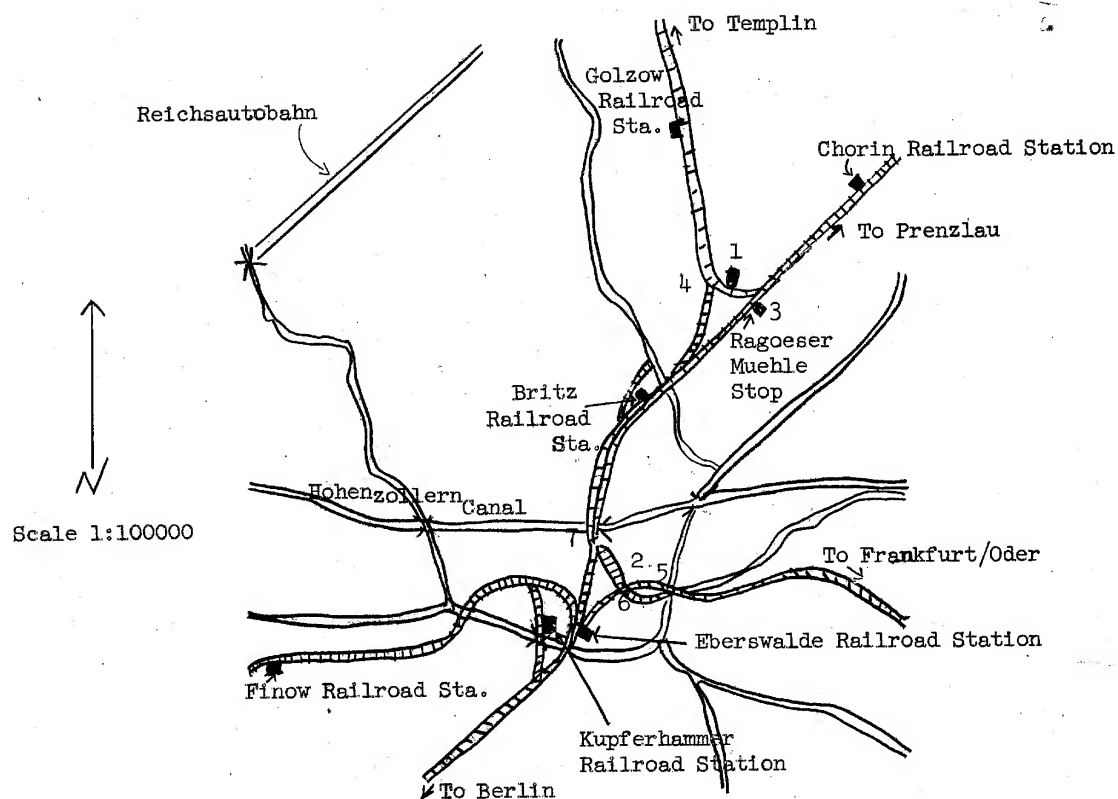 To Templin
Golzow
Railroad
Sta.
Reichsautobahn
Chorin Railroad Station
To Prenzlau
1
4
3
Ragoeser
Muehle
Stop
Britz
Railroad
Sta.
N
Hohenzollern Canal
Scale 1:100000
7
2
5
To Frankfurt/Oder
6
Eberswalde Railroad Station
Finow Railroad Sta.
Kupferhammer
Railroad Station
To Berlin